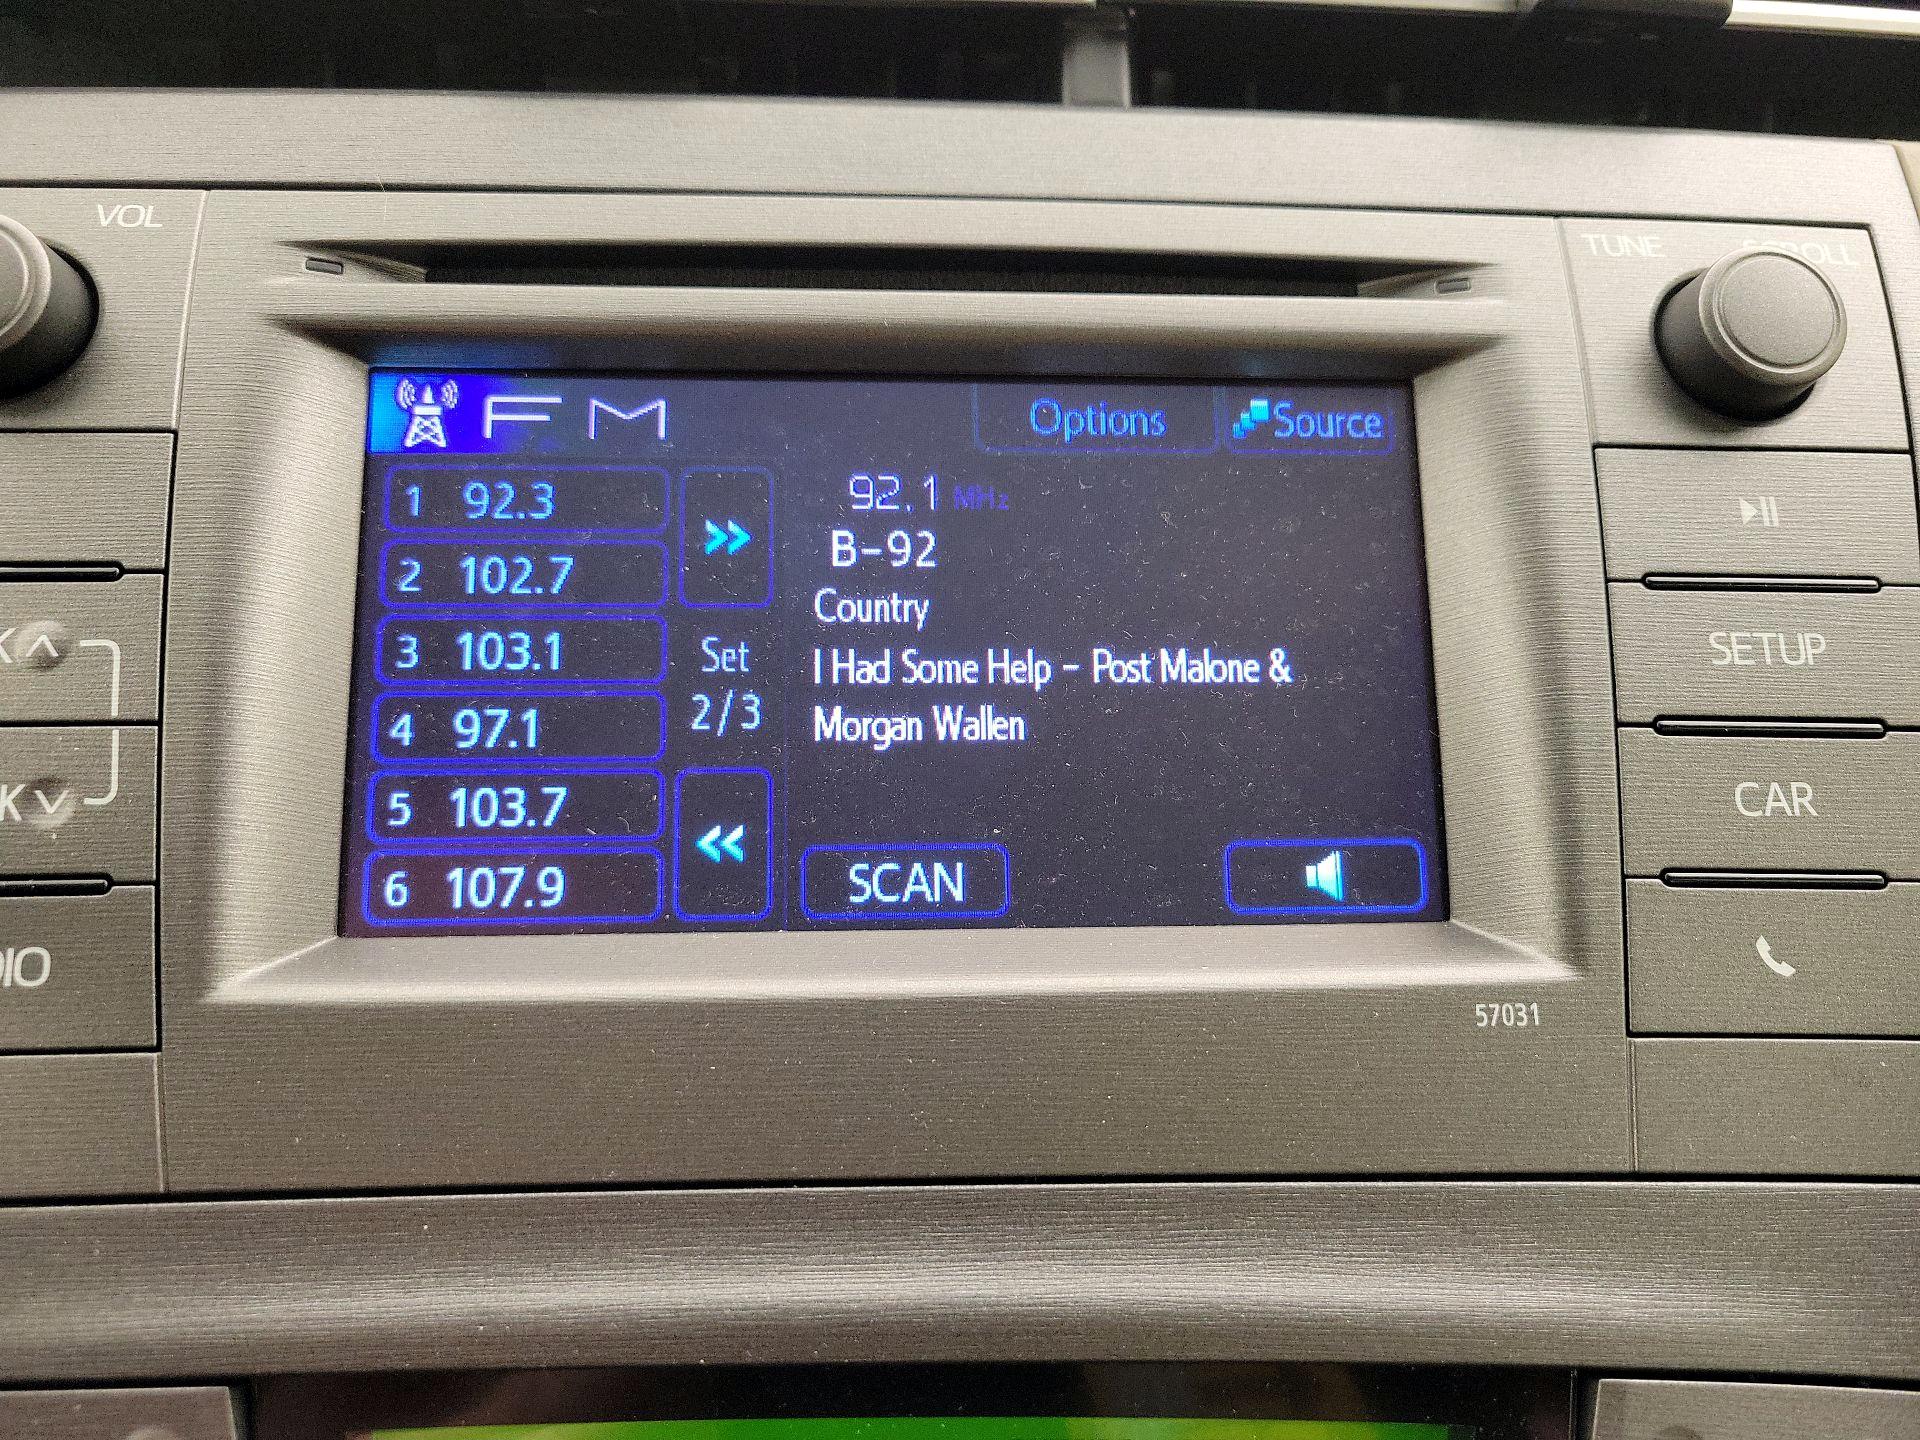 VOL
TUNE SCROLL
FM Options Source
1 92.3
2 102.7
3 103.1
4 97.1
5 103.7
6 107.9
Set
2/3
92.1 MHz
B-92
Country
I Had Some Help - Post Malone &
Morgan Wallen
SCAN
SETUP
CAR
57031